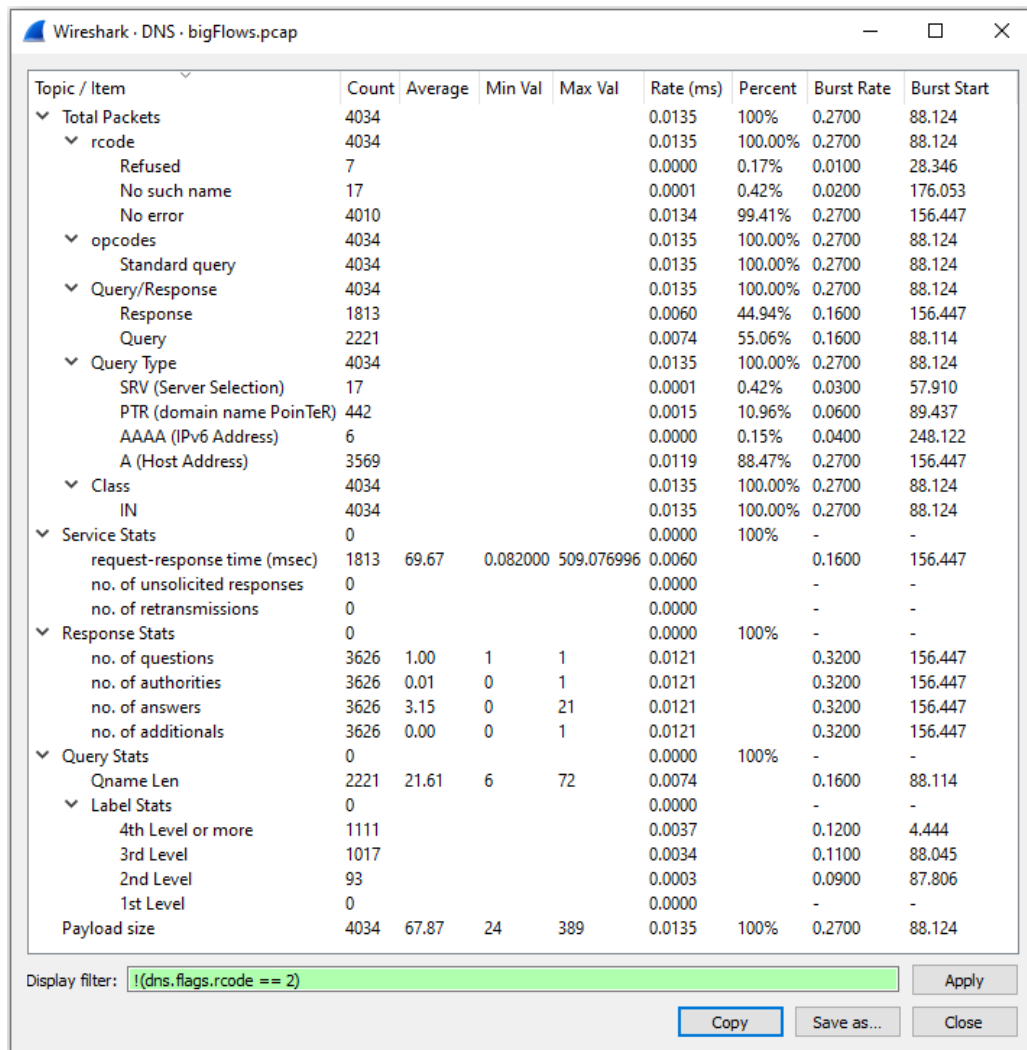 Wireshark · DNS · bigFlows.pcap
Topic / Item Count Average Min Val Max Val Rate (ms) Percent Burst Rate Burst Start
Total Packets 4034 0.0135 100% 0.2700 88.124
rcode 4034 0.0135 100.00% 0.2700 88.124
Refused 7 0.0000 0.17% 0.0100 28.346
No such name 17 0.0001 0.42% 0.0200 176.053
No error 4010 0.0134 99.41% 0.2700 156.447
opcodes 4034 0.0135 100.00% 0.2700 88.124
Standard query 4034 0.0135 100.00% 0.2700 88.124
Query/Response 4034 0.0135 100.00% 0.2700 88.124
Response 1813 0.0060 44.94% 0.1600 156.447
Query 2221 0.0074 55.06% 0.1600 88.114
Query Type 4034 0.0135 100.00% 0.2700 88.124
SRV (Server Selection) 17 0.0001 0.42% 0.0300 57.910
PTR (domain name PoinTeR) 442 0.0015 10.96% 0.0600 89.437
AAAA (IPv6 Address) 6 0.0000 0.15% 0.0400 248.122
A (Host Address) 3569 0.0119 88.47% 0.2700 156.447
Class 4034 0.0135 100.00% 0.2700 88.124
IN 4034 0.0135 100.00% 0.2700 88.124
Service Stats 0 0.0000 100% - -
request-response time (msec) 1813 69.67 0.082000 509.076996 0.0060 0.1600 156.447
no. of unsolicited responses 0 0.0000 - -
no. of retransmissions 0 0.0000 - -
Response Stats 0 0.0000 100% - -
no. of questions 3626 1.00 1 1 0.0121 0.3200 156.447
no. of authorities 3626 0.01 0 1 0.0121 0.3200 156.447
no. of answers 3626 3.15 0 21 0.0121 0.3200 156.447
no. of additionals 3626 0.00 0 1 0.0121 0.3200 156.447
Query Stats 0 0.0000 100% - -
Qname Len 2221 21.61 6 72 0.0074 0.1600 88.114
Label Stats 0 0.0000 - -
4th Level or more 1111 0.0037 0.1200 4.444
3rd Level 1017 0.0034 0.1100 88.045
2nd Level 93 0.0003 0.0900 87.806
1st Level 0 0.0000 - -
Payload size 4034 67.87 24 389 0.0135 100% 0.2700 88.124
Display filter: !(dns.flags.rcode == 2) Apply
Copy Save as... Close